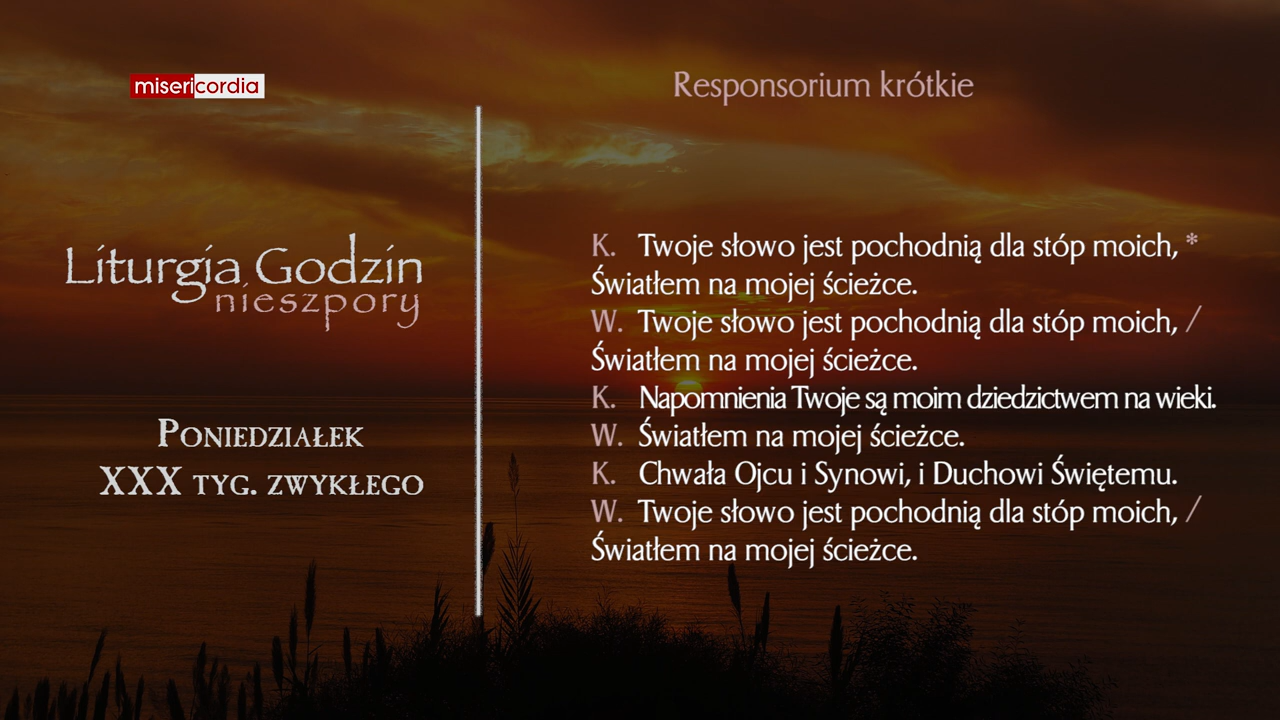 misericordia
Responsorium krótkie
Liturgia Godzin
nieszpory
Poniedziałek
XXX tyg. zwykłego
K. Twoje słowo jest pochodnią dla stóp moich, *
Światłem na mojej ścieżce.
W. Twoje słowo jest pochodnią dla stóp moich, /
Światłem na mojej ścieżce.
K. Napomnienia Twoje są moim dziedzictwem na wieki.
W. Światłem na mojej ścieżce.
K. Chwała Ojcu i Synowi, i Duchowi Świętemu.
W. Twoje słowo jest pochodnią dla stóp moich, /
Światłem na mojej ścieżce.